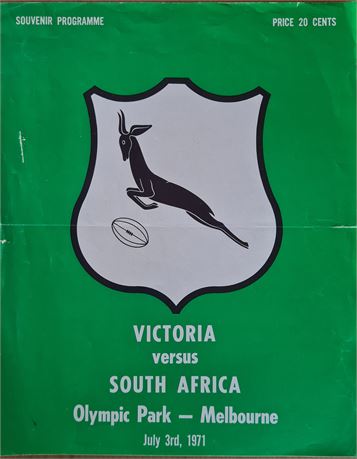 SOUVENIR PROGRAMME
PRICE 20 CENTS
VICTORIA
versus
SOUTH AFRICA
Olympic Park — Melbourne
July 3rd, 1971